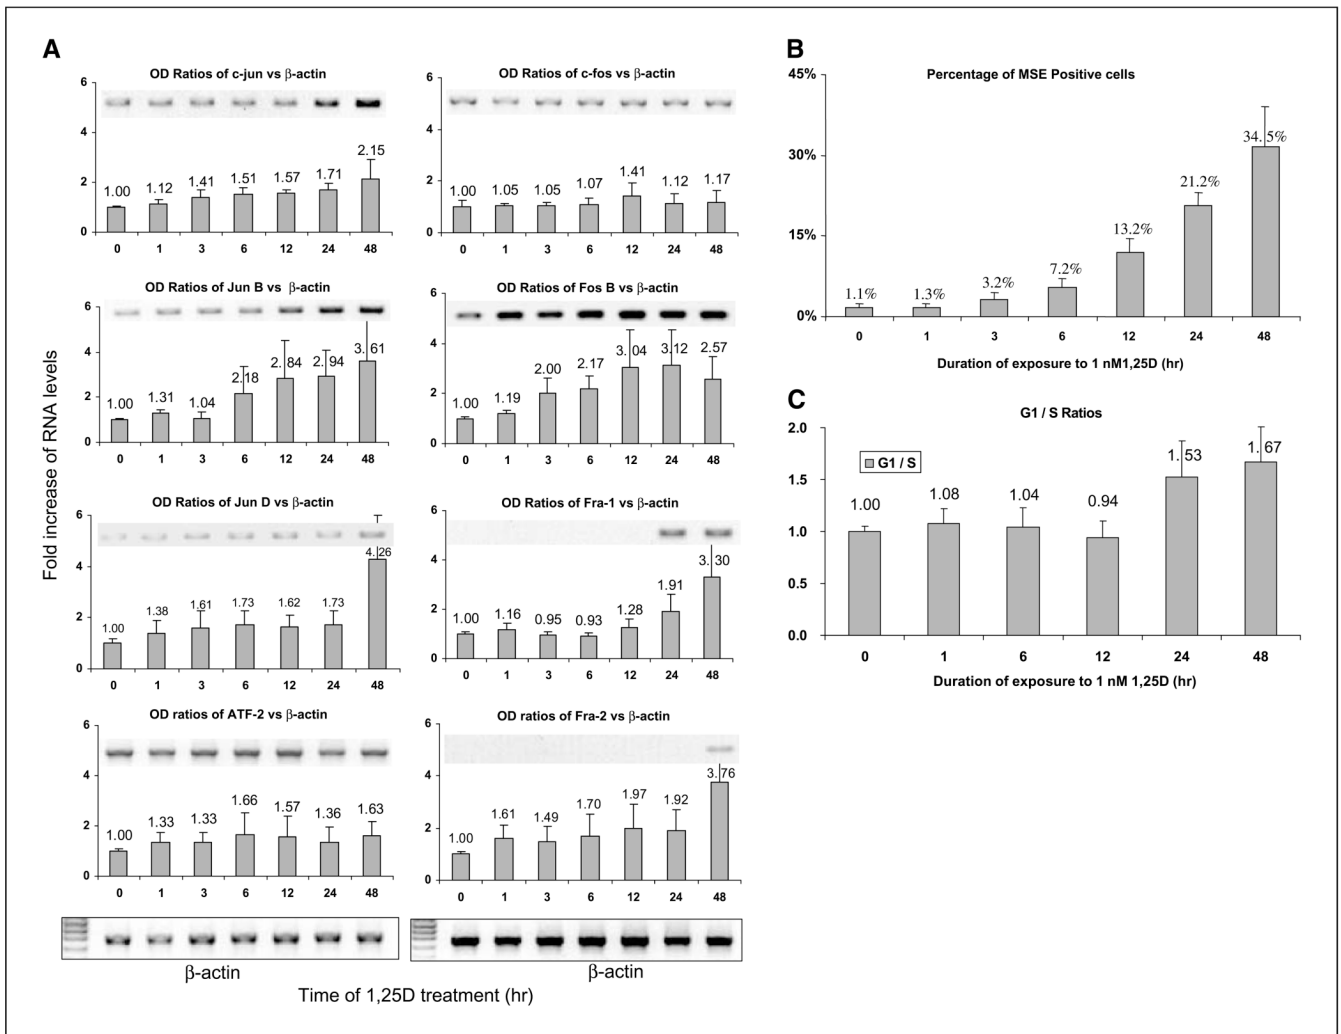 A
OD Ratios of c-jun vs β-actin
6
4
2
0
1.00 1.12 1.41 1.51 1.57 1.71 2.15
0 1 3 6 12 24 48
OD Ratios of c-fos vs β-actin
6
4
2
0
1.00 1.05 1.05 1.07 1.41 1.12 1.17
0 1 3 6 12 24 48
OD Ratios of Jun B vs β-actin
6
4
2
0
1.00 1.31 1.04 2.18 2.84 2.94 3.61
0 1 3 6 12 24 48
OD Ratios of Fos B vs β-actin
6
4
2
0
1.00 1.19 2.00 2.17 3.04 3.12 2.57
0 1 3 6 12 24 48
Fold increase of RNA levels
OD Ratios of Jun D vs β-actin
6
4
2
0
1.00 1.38 1.61 1.73 1.62 1.73 4.26
0 1 3 6 12 24 48
OD Ratios of Fra-1 vs β-actin
6
4
2
0
1.00 1.16 0.95 0.93 1.28 1.91 3.30
0 1 3 6 12 24 48
OD ratios of ATF-2 vs β-actin
6
4
2
0
1.00 1.33 1.33 1.66 1.57 1.36 1.63
0 1 3 6 12 24 48
OD ratios of Fra-2 vs β-actin
6
4
2
0
1.00 1.61 1.49 1.70 1.97 1.92 3.76
0 1 3 6 12 24 48
β-actin
β-actin
Time of 1,25D treatment (hr)
B
Percentage of MSE Positive cells
45%
30%
15%
0%
1.1% 1.3% 3.2% 7.2% 13.2% 21.2% 34.5%
0 1 3 6 12 24 48
Duration of exposure to 1 nM1,25D (hr)
C
G1 / S Ratios
2.0
1.5
1.0
0.5
0.0
G1 / S
1.00 1.08 1.04 0.94 1.53 1.67
0 1 6 12 24 48
Duration of exposure to 1 nM 1,25D (hr)